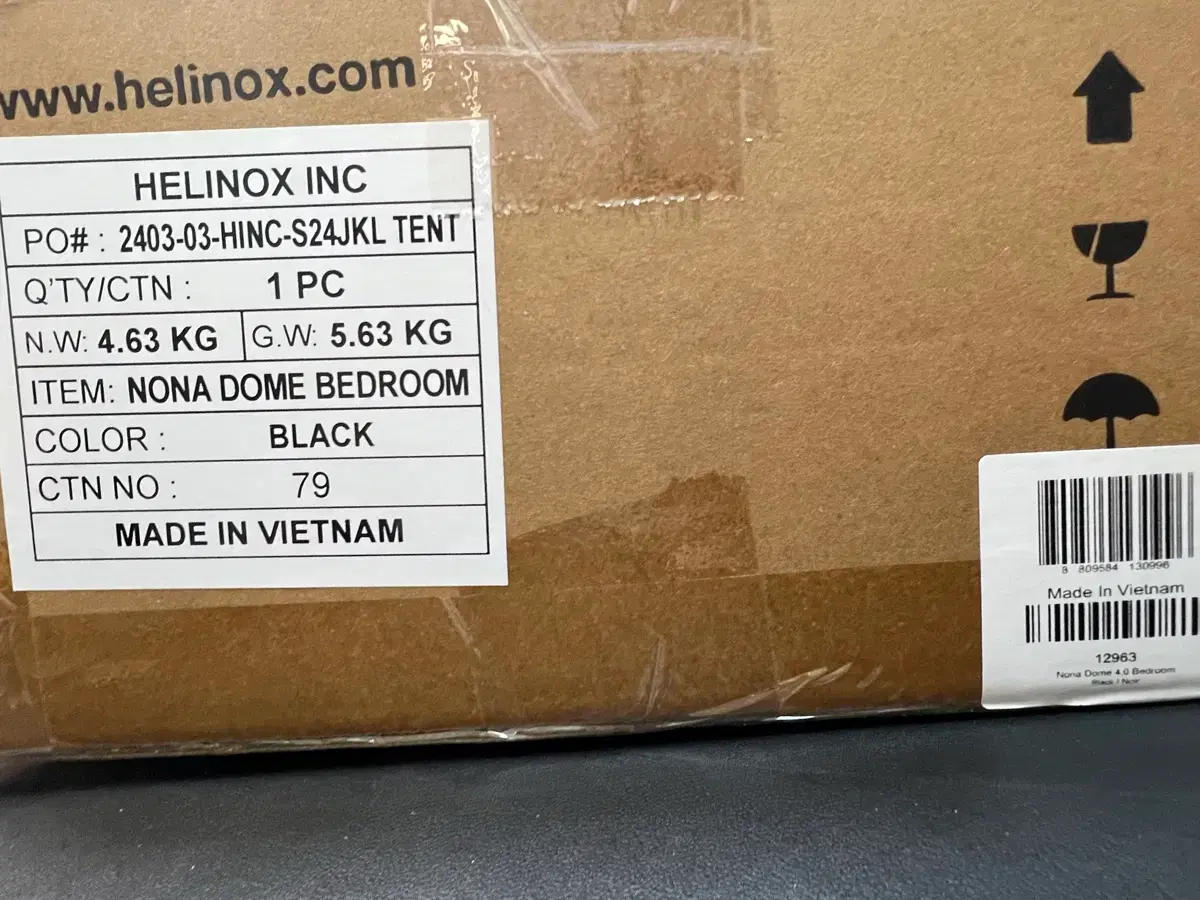 www.helinox.com
HELINOX INC
PO# : 2403-03-HINC-S24JKL TENT
Q'TY/CTN : 1 PC
N.W: 4.63 KG G.W: 5.63 KG
ITEM: NONA DOME BEDROOM
COLOR : BLACK
CTN NO : 79
MADE IN VIETNAM
8 809584 130996
Made In Vietnam
12963
Nona Dome 4.0 Bedroom
Black / Noir